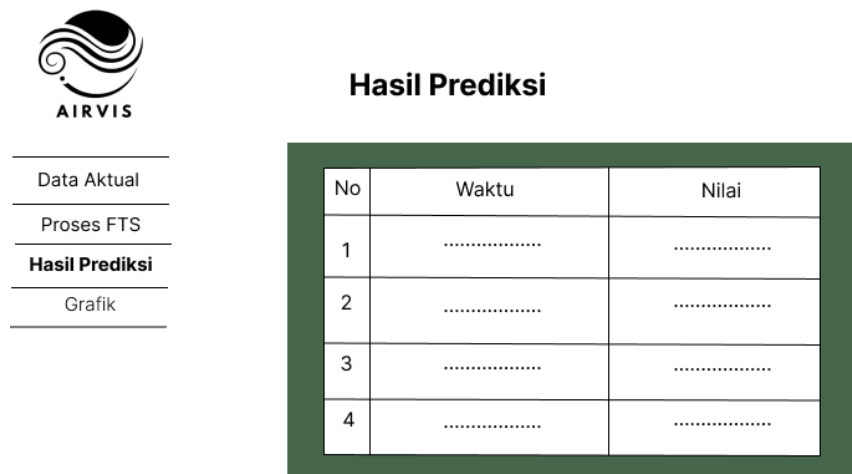 AIRVIS
Hasil Prediksi
Data Aktual
Proses FTS
Hasil Prediksi
Grafik
No Waktu Nilai
1 .................. ..................
2 .................. ..................
3 .................. ..................
4 .................. ..................